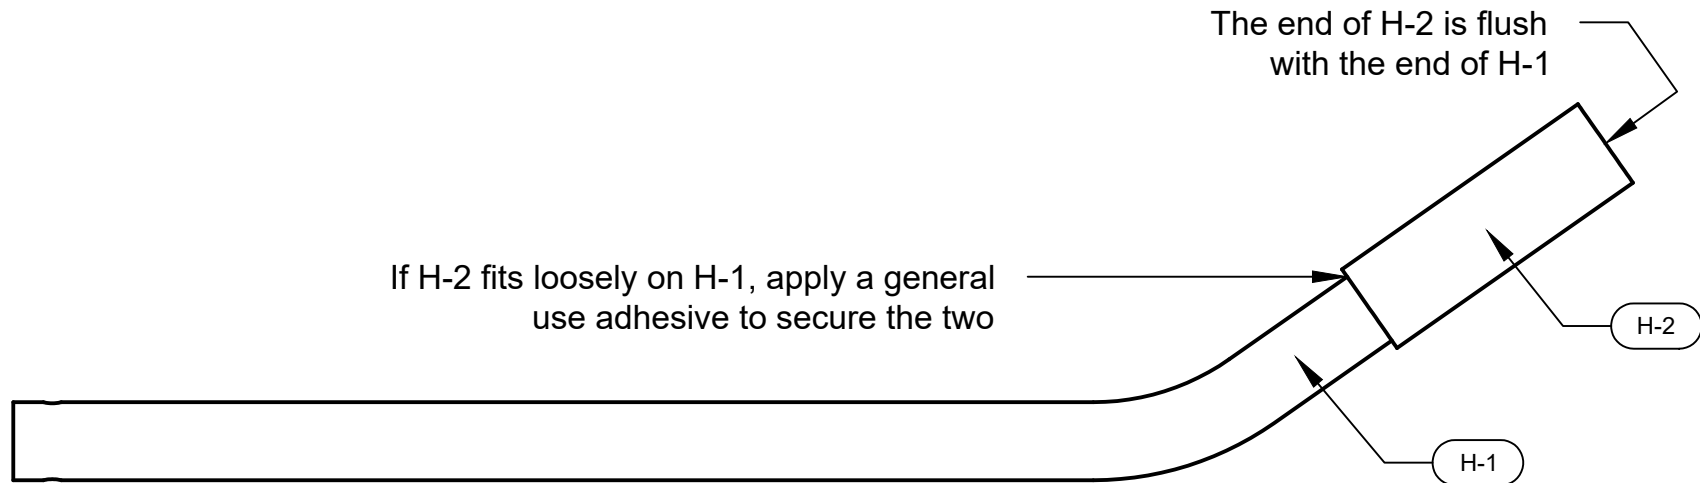 The end of H-2 is flush
with the end of H-1
If H-2 fits loosely on H-1, apply a general
use adhesive to secure the two
H-2
H-1